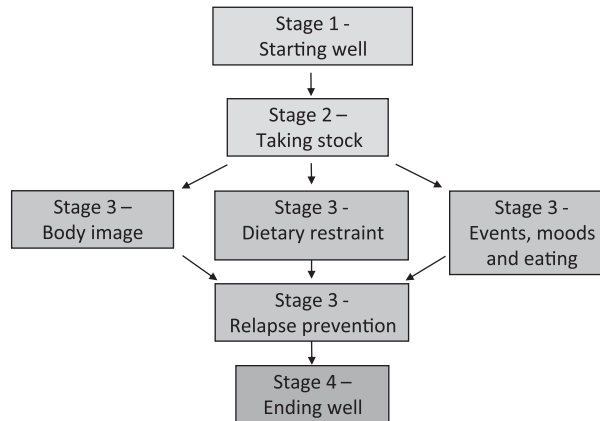 Stage 1 -
Starting well
Stage 2 –
Taking stock
Stage 3 –
Body image
Stage 3 -
Dietary restraint
Stage 3 -
Events, moods
and eating
Stage 3 -
Relapse prevention
Stage 4 –
Ending well